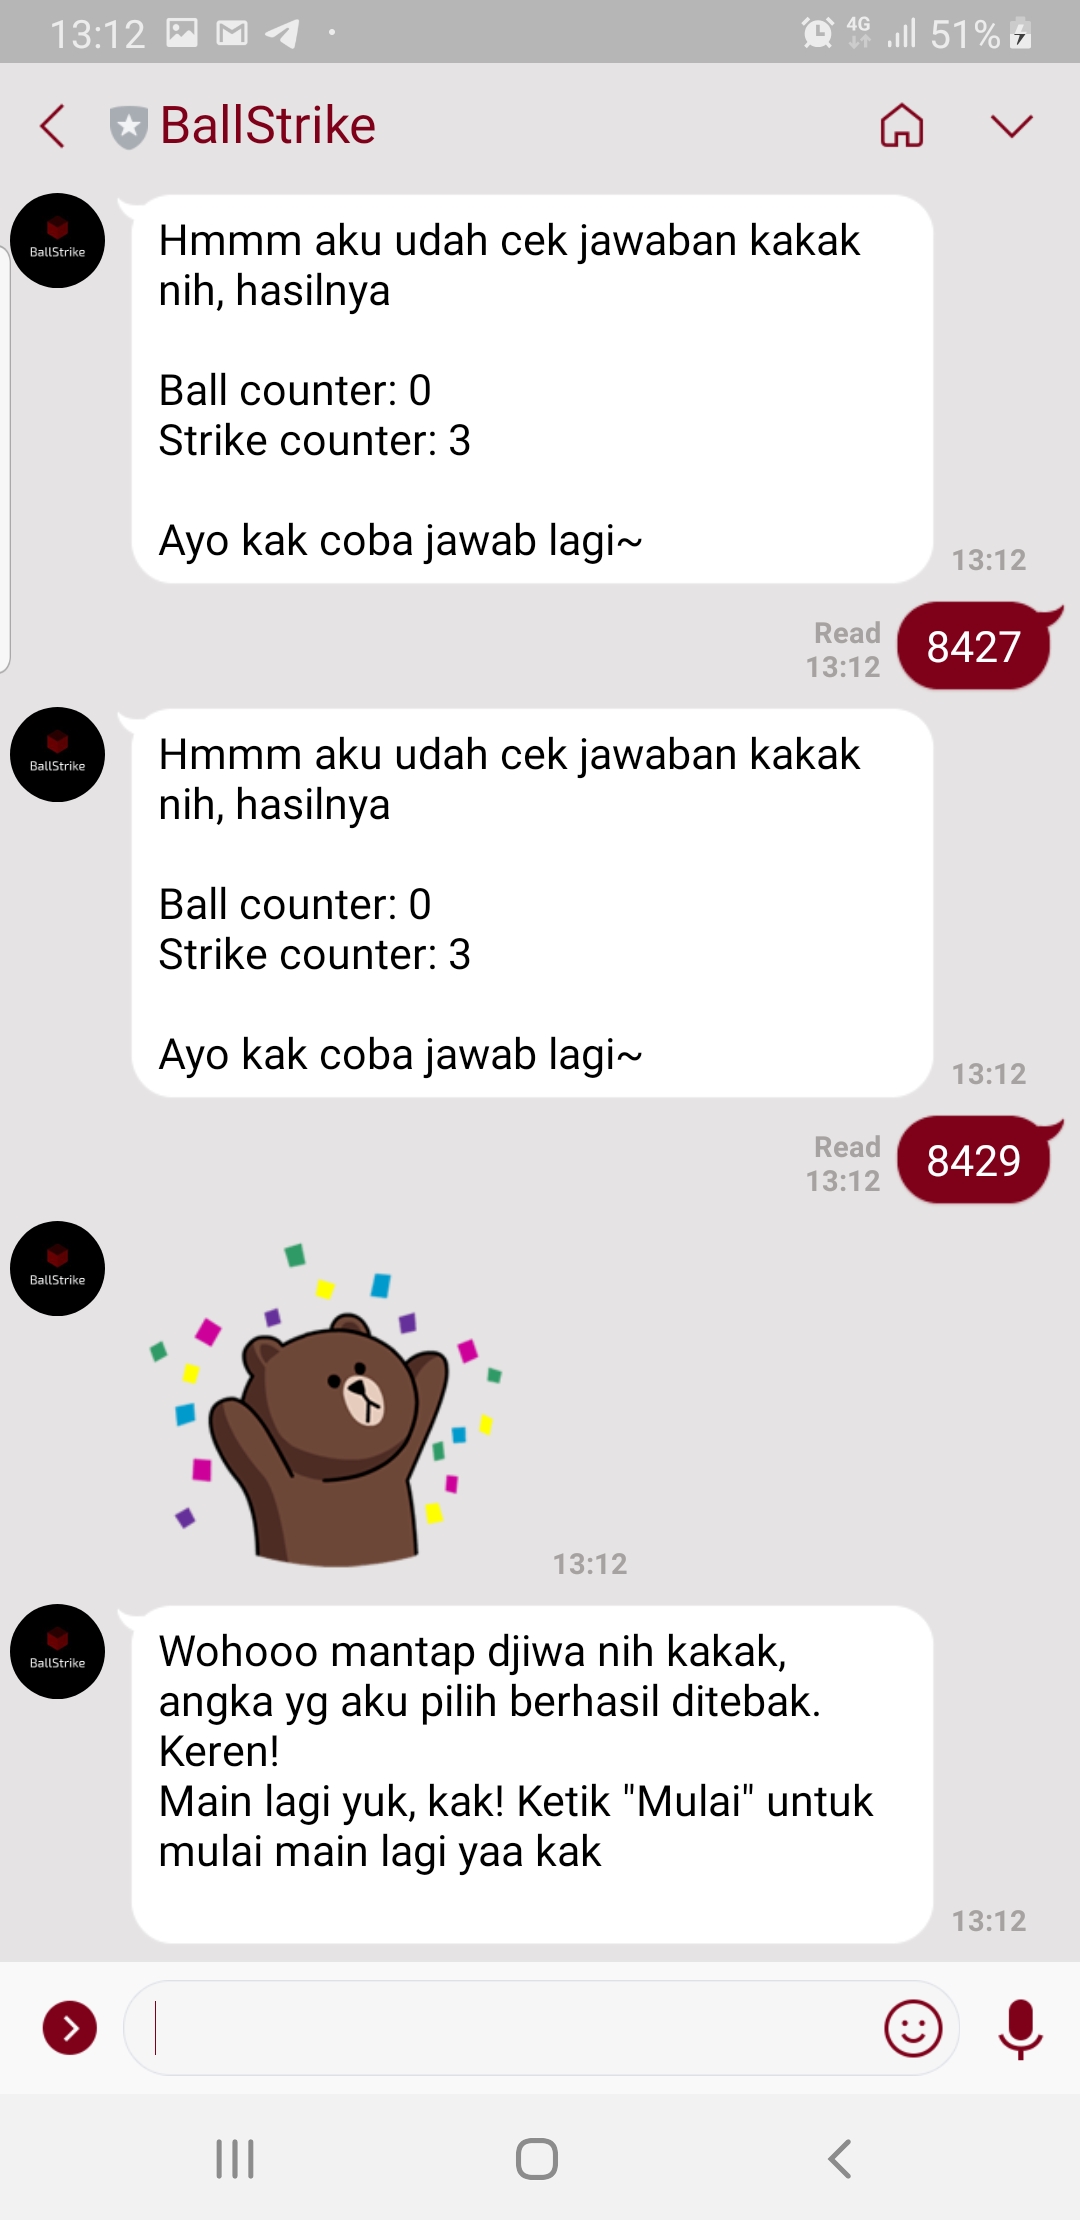 13:12
4G
51%
BallStrike
BallStrike
Hmmm aku udah cek jawaban kakak
nih, hasilnya
Ball counter: 0
Strike counter: 3
Ayo kak coba jawab lagi~
13:12
Read
13:12
8427
BallStrike
Hmmm aku udah cek jawaban kakak
nih, hasilnya
Ball counter: 0
Strike counter: 3
Ayo kak coba jawab lagi~
13:12
Read
13:12
8429
BallStrike
13:12
BallStrike
Wohooo mantap djiwa nih kakak,
angka yg aku pilih berhasil ditebak.
Keren!
Main lagi yuk, kak! Ketik "Mulai" untuk
mulai main lagi yaa kak
13:12